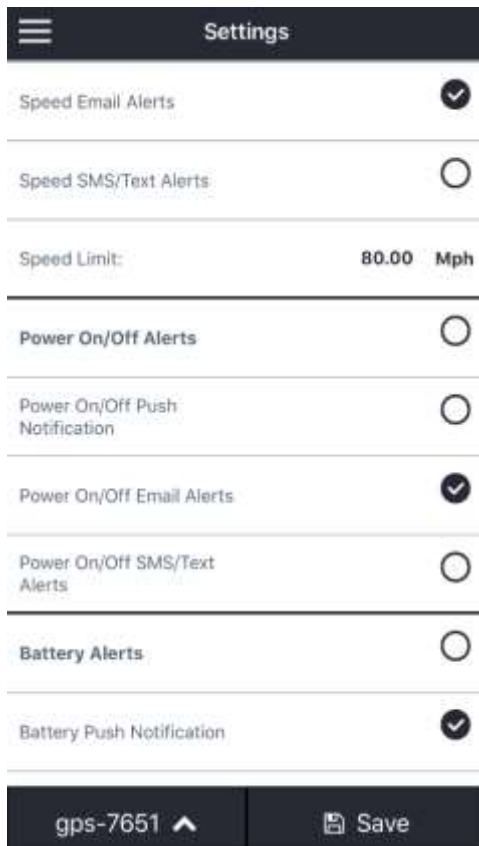 Settings
Speed Email Alerts
Speed SMS/Text Alerts
Speed Limit: 80.00 Mph
Power On/Off Alerts
Power On/Off Push
Notification
Power On/Off Email Alerts
Power On/Off SMS/Text
Alerts
Battery Alerts
Battery Push Notification
gps-7651 Save